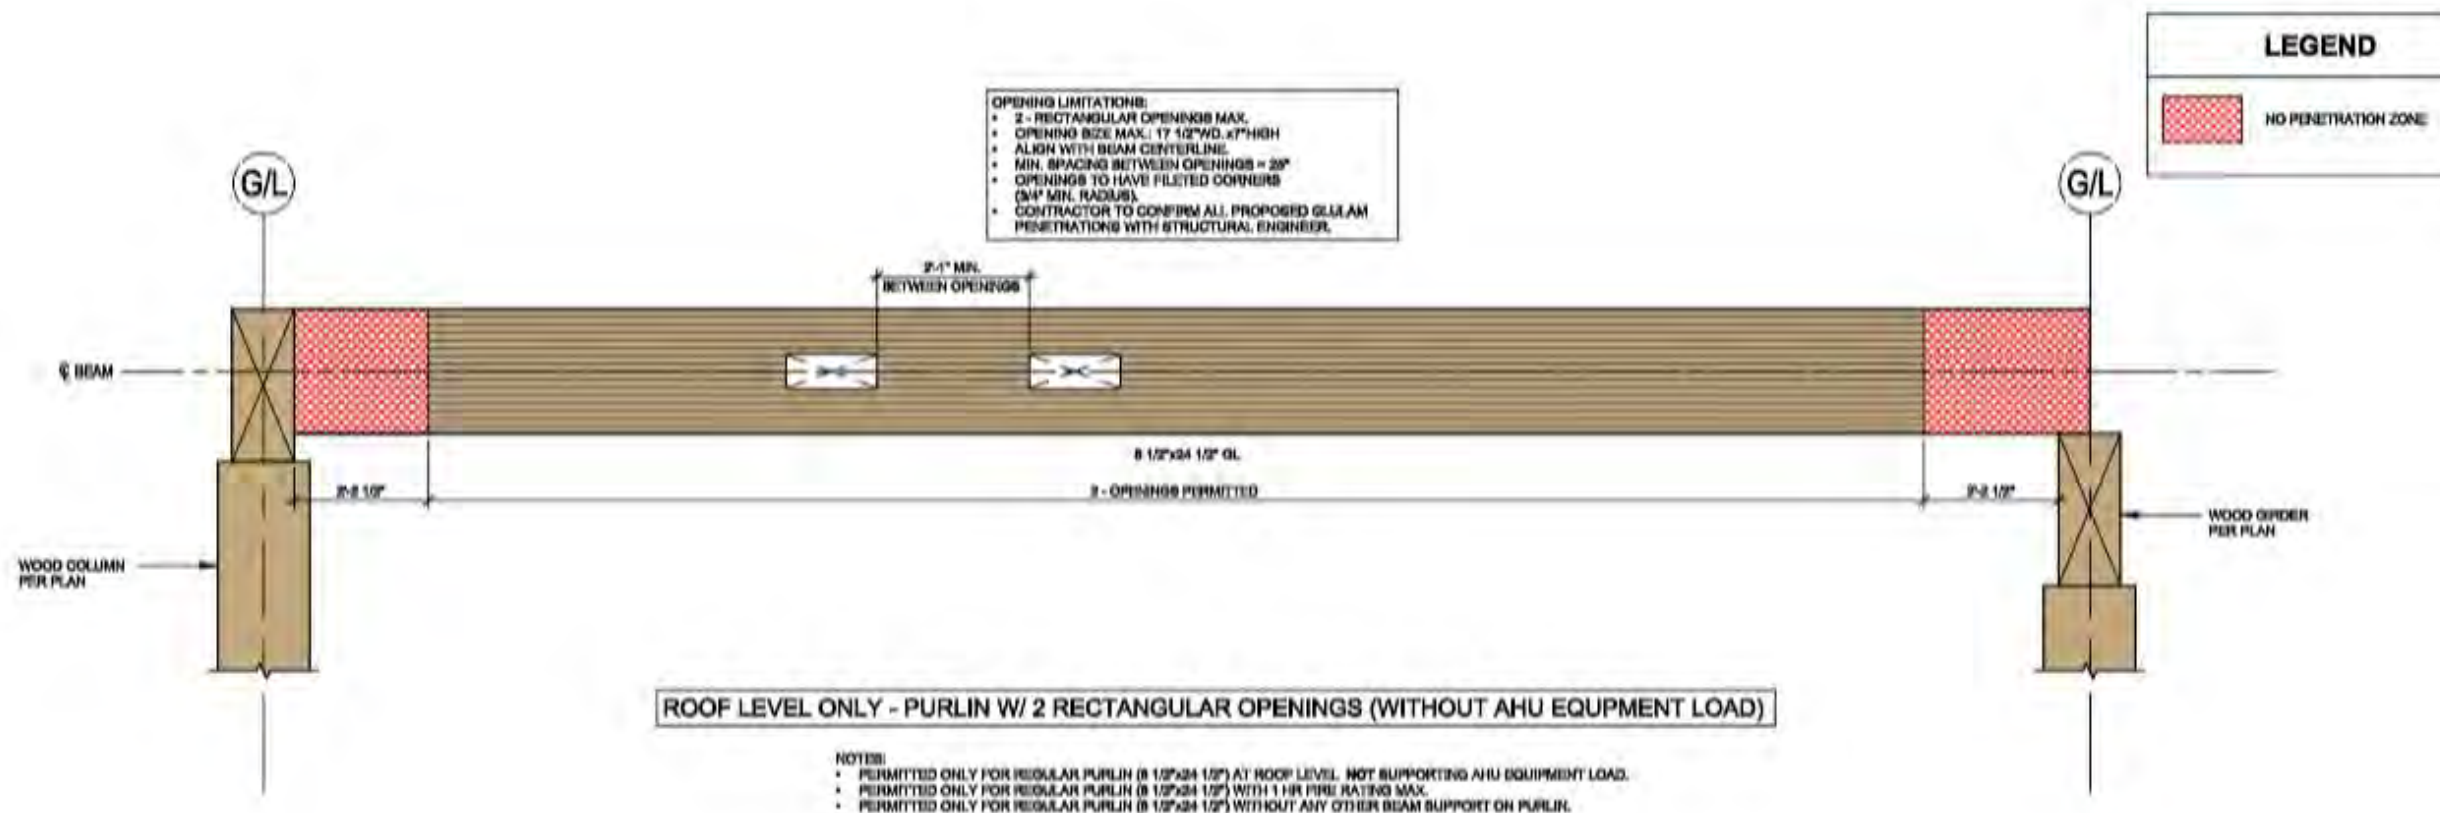 LEGEND
NO PENETRATION ZONE
OPENING LIMITATIONS:
• 2 - RECTANGULAR OPENINGS MAX.
• OPENING SIZE MAX.: 17 1/2"WD. x7"HIGH
• ALIGN WITH BEAM CENTERLINE.
• MIN. SPACING BETWEEN OPENINGS = 25"
• OPENINGS TO HAVE FILETED CORNERS
(3/4" MIN. RADIUS).
• CONTRACTOR TO CONFIRM ALL PROPOSED GLULAM
PENETRATIONS WITH STRUCTURAL ENGINEER.
G/L
G/L
2'-1" MIN.
BETWEEN OPENINGS
℄ BEAM
8 1/2"x24 1/2" GL
2'-2 1/2"
2 - OPENINGS PERMITTED
2'-2 1/2"
WOOD GIRDER
PER PLAN
WOOD COLUMN
PER PLAN
ROOF LEVEL ONLY - PURLIN W/ 2 RECTANGULAR OPENINGS (WITHOUT AHU EQUPMENT LOAD)
NOTES:
• PERMITTED ONLY FOR REGULAR PURLIN (8 1/2"x24 1/2") AT ROOF LEVEL NOT SUPPORTING AHU EQUIPMENT LOAD.
• PERMITTED ONLY FOR REGULAR PURLIN (8 1/2"x24 1/2") WITH 1 HR FIRE RATING MAX.
• PERMITTED ONLY FOR REGULAR PURLIN (8 1/2"x24 1/2") WITHOUT ANY OTHER BEAM SUPPORT ON PURLIN.